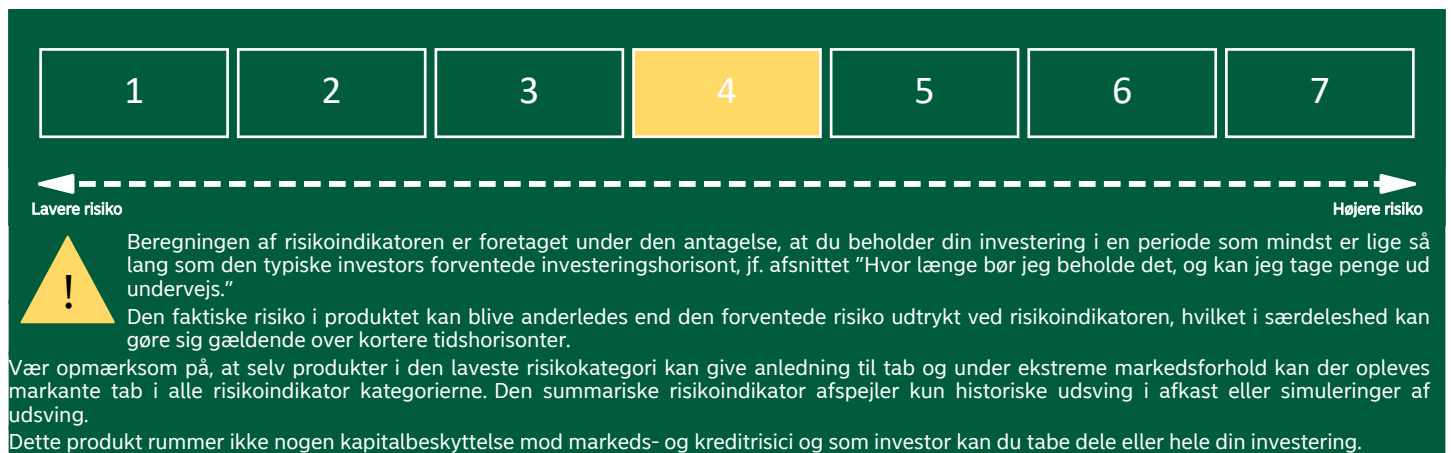 1 2 3 4 5 6 7
Lavere risiko Højere risiko
Beregningen af risikoindikatoren er foretaget under den antagelse, at du beholder din investering i en periode som mindst er lige så
lang som den typiske investors forventede investeringshorisont, jf. afsnittet ”Hvor længe bør jeg beholde det, og kan jeg tage penge ud
undervejs.”
!
Den faktiske risiko i produktet kan blive anderledes end den forventede risiko udtrykt ved risikoindikatoren, hvilket i særdeleshed kan
gøre sig gældende over kortere tidshorisonter.
Vær opmærksom på, at selv produkter i den laveste risikokategori kan give anledning til tab og under ekstreme markedsforhold kan der opleves
markante tab i alle risikoindikator kategorierne. Den summariske risikoindikator afspejler kun historiske udsving i afkast eller simuleringer af
udsving.
Dette produkt rummer ikke nogen kapitalbeskyttelse mod markeds- og kreditrisici og som investor kan du tabe dele eller hele din investering.